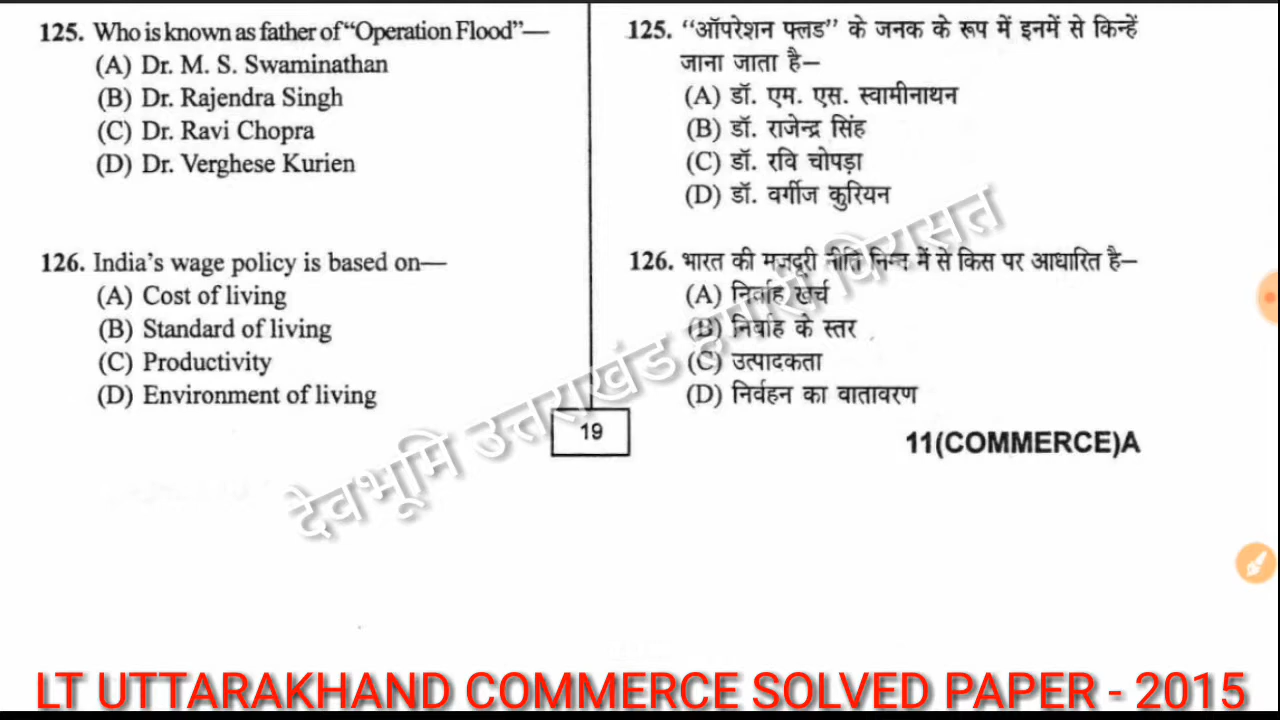 125. Who is known as father of “Operation Flood”—
(A) Dr. M. S. Swaminathan
(B) Dr. Rajendra Singh
(C) Dr. Ravi Chopra
(D) Dr. Verghese Kurien
126. India’s wage policy is based on—
(A) Cost of living
(B) Standard of living
(C) Productivity
(D) Environment of living
125. “ऑपरेशन फ्लड” के जनक के रूप में इनमें से किन्हें
जाना जाता है–
(A) डॉ. एम. एस. स्वामीनाथन
(B) डॉ. राजेन्द्र सिंह
(C) डॉ. रवि चोपड़ा
(D) डॉ. वर्गीज कुरियन
126. भारत की मजदूरी नीति निम्न में से किस पर आधारित है–
(A) निर्वाह खर्च
(B) निर्वाह के स्तर
(C) उत्पादकता
(D) निर्वहन का वातावरण
19
11(COMMERCE)A
देवभूमि उत्तराखंड हमारी विरासत
LT UTTARAKHAND COMMERCE SOLVED PAPER - 2015